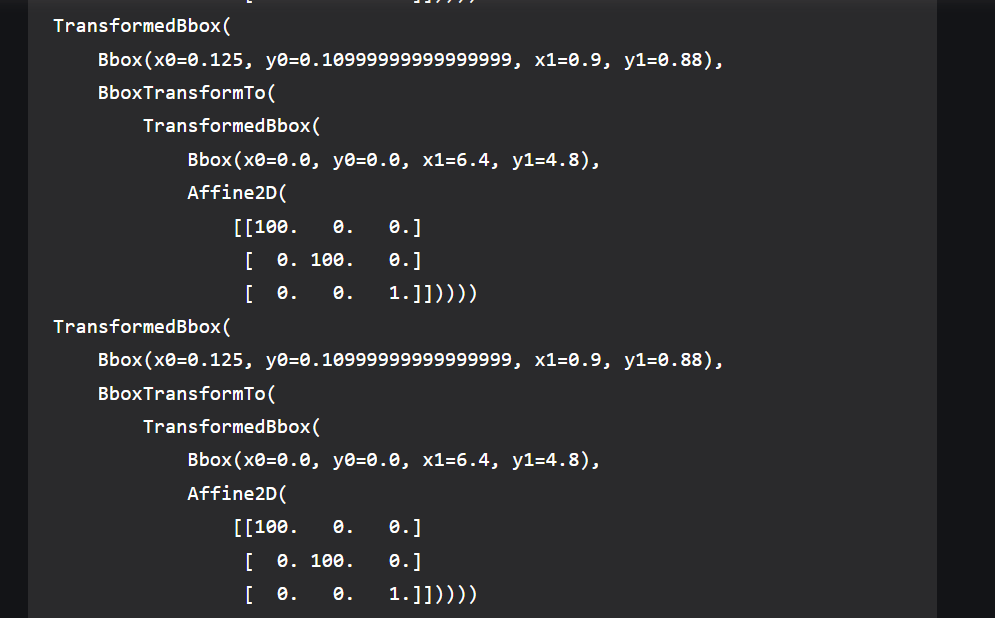 [                ]])))))
TransformedBbox(
    Bbox(x0=0.125, y0=0.10999999999999999, x1=0.9, y1=0.88),
    BboxTransformTo(
        TransformedBbox(
            Bbox(x0=0.0, y0=0.0, x1=6.4, y1=4.8),
            Affine2D(
                [[100.   0.   0.]
                 [  0. 100.   0.]
                 [  0.   0.   1.]])))))
TransformedBbox(
    Bbox(x0=0.125, y0=0.10999999999999999, x1=0.9, y1=0.88),
    BboxTransformTo(
        TransformedBbox(
            Bbox(x0=0.0, y0=0.0, x1=6.4, y1=4.8),
            Affine2D(
                [[100.   0.   0.]
                 [  0. 100.   0.]
                 [  0.   0.   1.]])))))